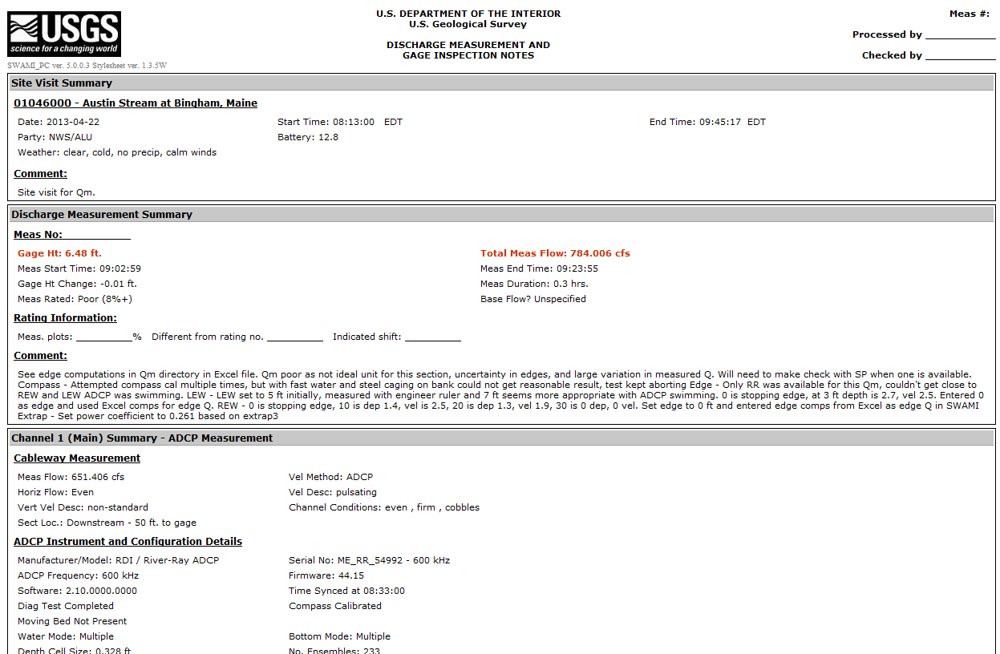 USGS
science for a changing world
SWAMI_PC ver. 5.0.0.3 Stylesheet ver. 1.3.5W
U.S. DEPARTMENT OF THE INTERIOR
U.S. Geological Survey
DISCHARGE MEASUREMENT AND
GAGE INSPECTION NOTES
Meas #:
Processed by ____________
Checked by ____________
Site Visit Summary
01046000 - Austin Stream at Bingham, Maine
Date: 2013-04-22 Start Time: 08:13:00 EDT End Time: 09:45:17 EDT
Party: NWS/ALU Battery: 12.8
Weather: clear, cold, no precip, calm winds
Comment:
Site visit for Qm.
Discharge Measurement Summary
Meas No:____________
Gage Ht: 6.48 ft. Total Meas Flow: 784.006 cfs
Meas Start Time: 09:02:59 Meas End Time: 09:23:55
Gage Ht Change: -0.01 ft. Meas Duration: 0.3 hrs.
Meas Rated: Poor (8%+) Base Flow? Unspecified
Rating Information:
Meas. plots: __________% Different from rating no. __________ Indicated shift: __________
Comment:
See edge computations in Qm directory in Excel file. Qm poor as not ideal unit for this section, uncertainty in edges, and large variation in measured Q. Will need to make check with SP when one is available.
Compass - Attempted compass cal multiple times, but with fast water and steel caging on bank could not get reasonable result, test kept aborting Edge - Only RR was available for this Qm, couldn't get close to
REW and LEW ADCP was swimming. LEW - LEW set to 5 ft initially, measured with engineer ruler and 7 ft seems more appropriate with ADCP swimming. 0 is stopping edge, at 3 ft depth is 2.7, vel 2.5. Entered 0
as edge and used Excel comps for edge Q. REW - 0 is stopping edge, 10 is dep 1.4, vel is 2.5, 20 is dep 1.3, vel 1.9, 30 is 0 dep, 0 vel. Set edge to 0 ft and entered edge comps from Excel as edge Q in SWAMI
Extrap - Set power coefficient to 0.261 based on extrap3
Channel 1 (Main) Summary - ADCP Measurement
Cableway Measurement
Meas Flow: 651.406 cfs Vel Method: ADCP
Horiz Flow: Even Vel Desc: pulsating
Vert Vel Desc: non-standard Channel Conditions: even , firm , cobbles
Sect Loc.: Downstream - 50 ft. to gage
ADCP Instrument and Configuration Details
Manufacturer/Model: RDI / River-Ray ADCP Serial No: ME_RR_54992 - 600 kHz
ADCP Frequency: 600 kHz Firmware: 44.15
Software: 2.10.0000.0000 Time Synced at 08:33:00
Diag Test Completed Compass Calibrated
Moving Bed Not Present
Water Mode: Multiple Bottom Mode: Multiple
Depth Cell Size: 0.328 ft No. Ensembles: 233